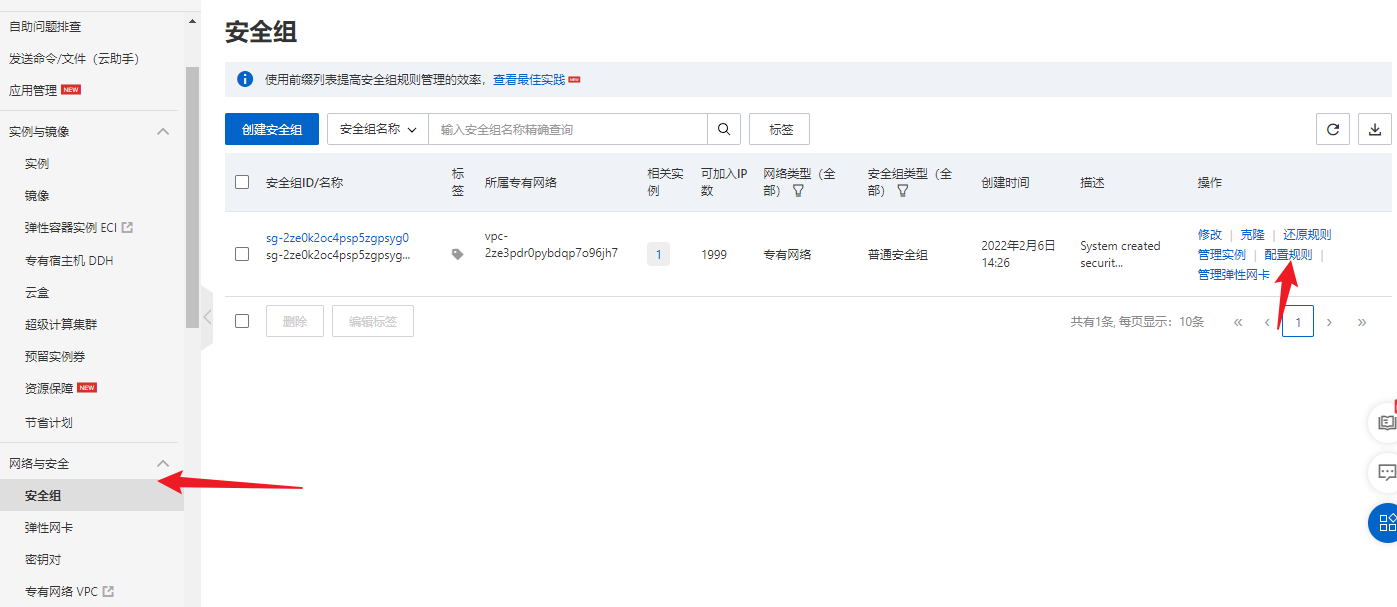 自助问题排查
发送命令/文件（云助手）
应用管理 NEW
实例与镜像
实例
镜像
弹性容器实例 ECI
专有宿主机 DDH
云盒
超级计算集群
预留实例券
资源保障 NEW
节省计划
网络与安全
安全组
弹性网卡
密钥对
专有网络 VPC
安全组
使用前缀列表提高安全组规则管理的效率，查看最佳实践 NEW
创建安全组 安全组名称 输入安全组名称精确查询 标签
安全组ID/名称 标签 所属专有网络 相关实例 可加入IP数 网络类型（全部） 安全组类型（全部） 创建时间 描述 操作
sg-2ze0k2oc4psp5zgpsyg0
sg-2ze0k2oc4psp5zgpsyg...
vpc-
2ze3pdr0pybdqp7o96jh7
1
1999
专有网络
普通安全组
2022年2月6日
14:26
System created
securit...
修改 | 克隆 | 还原规则
管理实例 | 配置规则 |
管理弹性网卡
删除 编辑标签
共有1条, 每页显示：10条 « ‹ 1 › »